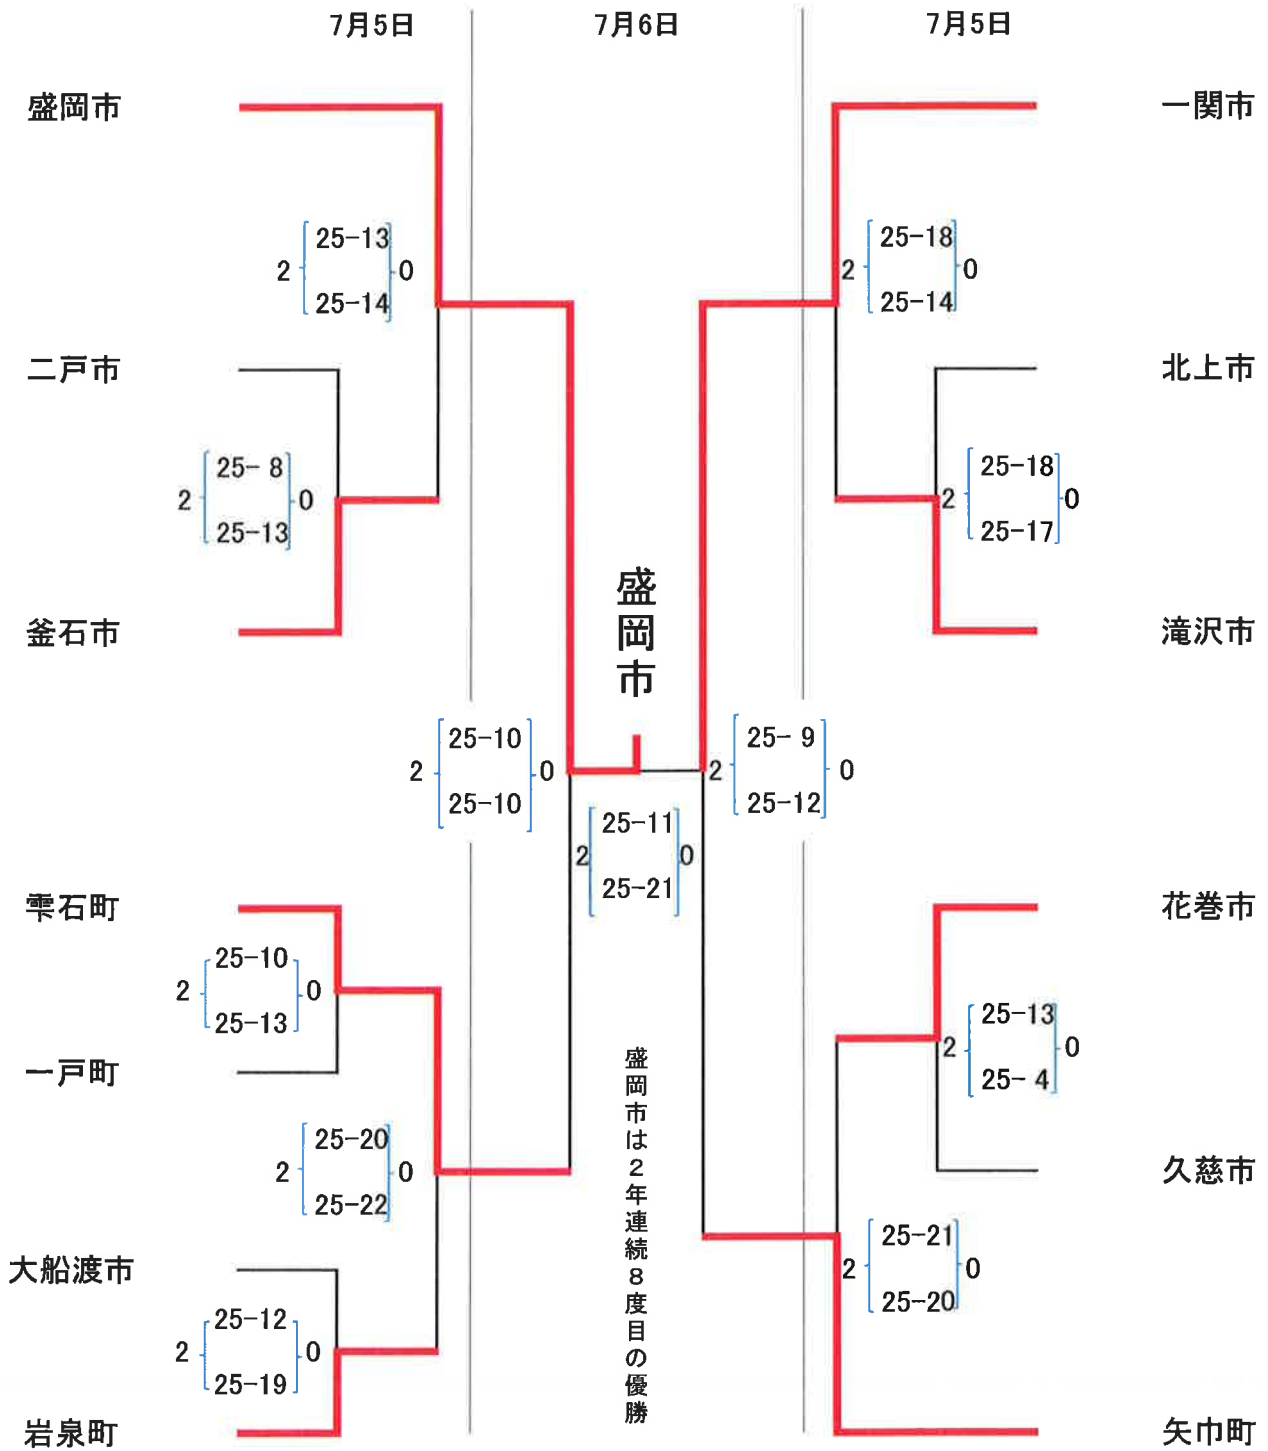 7月5日 7月6日 7月5日
盛岡市
一関市
2 25-13 0
25-14
2 25-18 0
25-14
二戸市
北上市
2 25- 8 0
25-13
2 25-18 0
25-17
釜石市
滝沢市
盛岡市
2 25-10 0
25-10
2 25- 9 0
25-12
2 25-11 0
25-21
雫石町
花巻市
2 25-10 0
25-13
2 25-13 0
25- 4
一戸町
久慈市
2 25-20 0
25-22
2 25-21 0
25-20
大船渡市
2 25-12 0
25-19
岩泉町
矢巾町
盛岡市は2年連続8度目の優勝